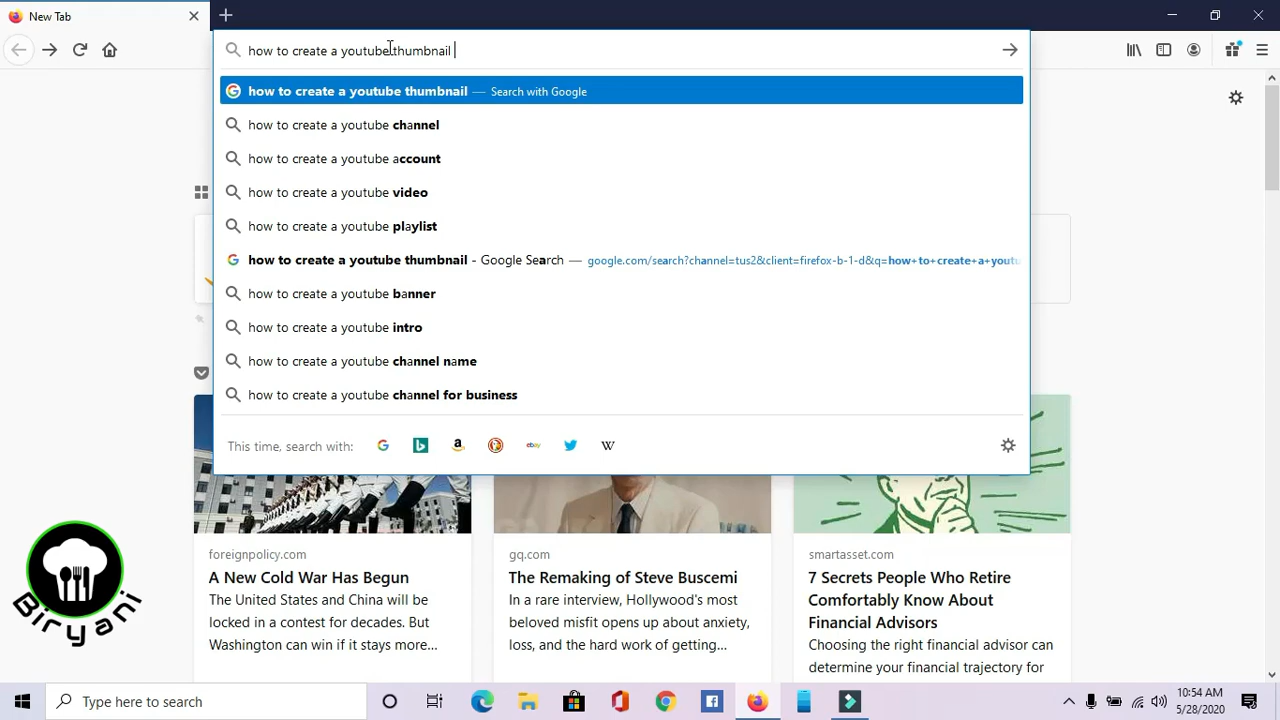 New Tab
how to create a youtube thumbnail
how to create a youtube thumbnail — Search with Google
how to create a youtube channel
how to create a youtube account
how to create a youtube video
how to create a youtube playlist
how to create a youtube thumbnail - Google Search — google.com/search?channel=tus2&client=firefox-b-1-d&q=how+to+create+a+youtu
how to create a youtube banner
how to create a youtube intro
how to create a youtube channel name
how to create a youtube channel for business
This time, search with:
a
ebay
W
foreignpolicy.com
A New Cold War Has Begun
The United States and China will be
locked in a contest for decades. But
Washington can win if it stays more...
gq.com
The Remaking of Steve Buscemi
In a rare interview, Hollywood's most
beloved misfit opens up about anxiety,
loss, and the hard work of getting...
smartasset.com
7 Secrets People Who Retire
Comfortably Know About
Financial Advisors
Choosing the right financial advisor can
determine your financial trajectory for
Biryani
Type here to search
10:54 AM
5/28/2020